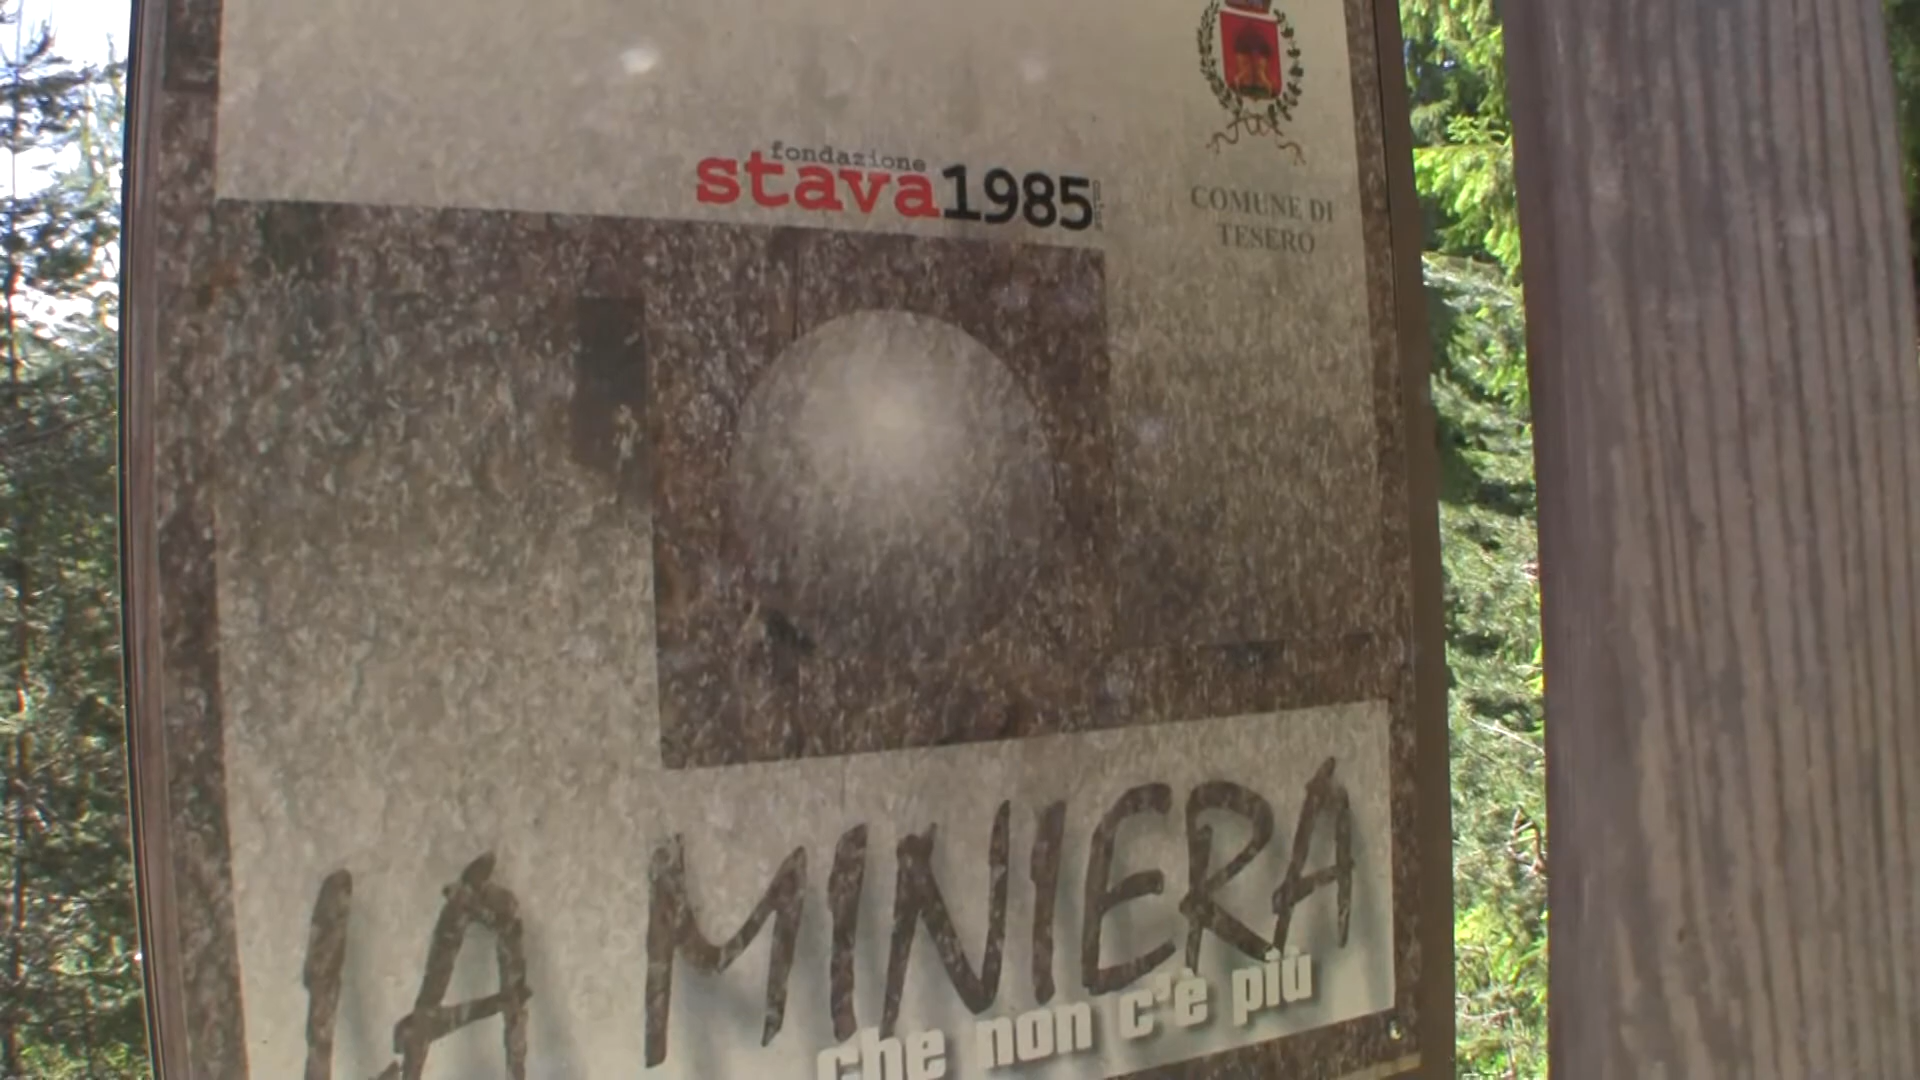 fondazione
stava1985
COMUNE DI
TESERO
LA MINIERA
che non c'è più